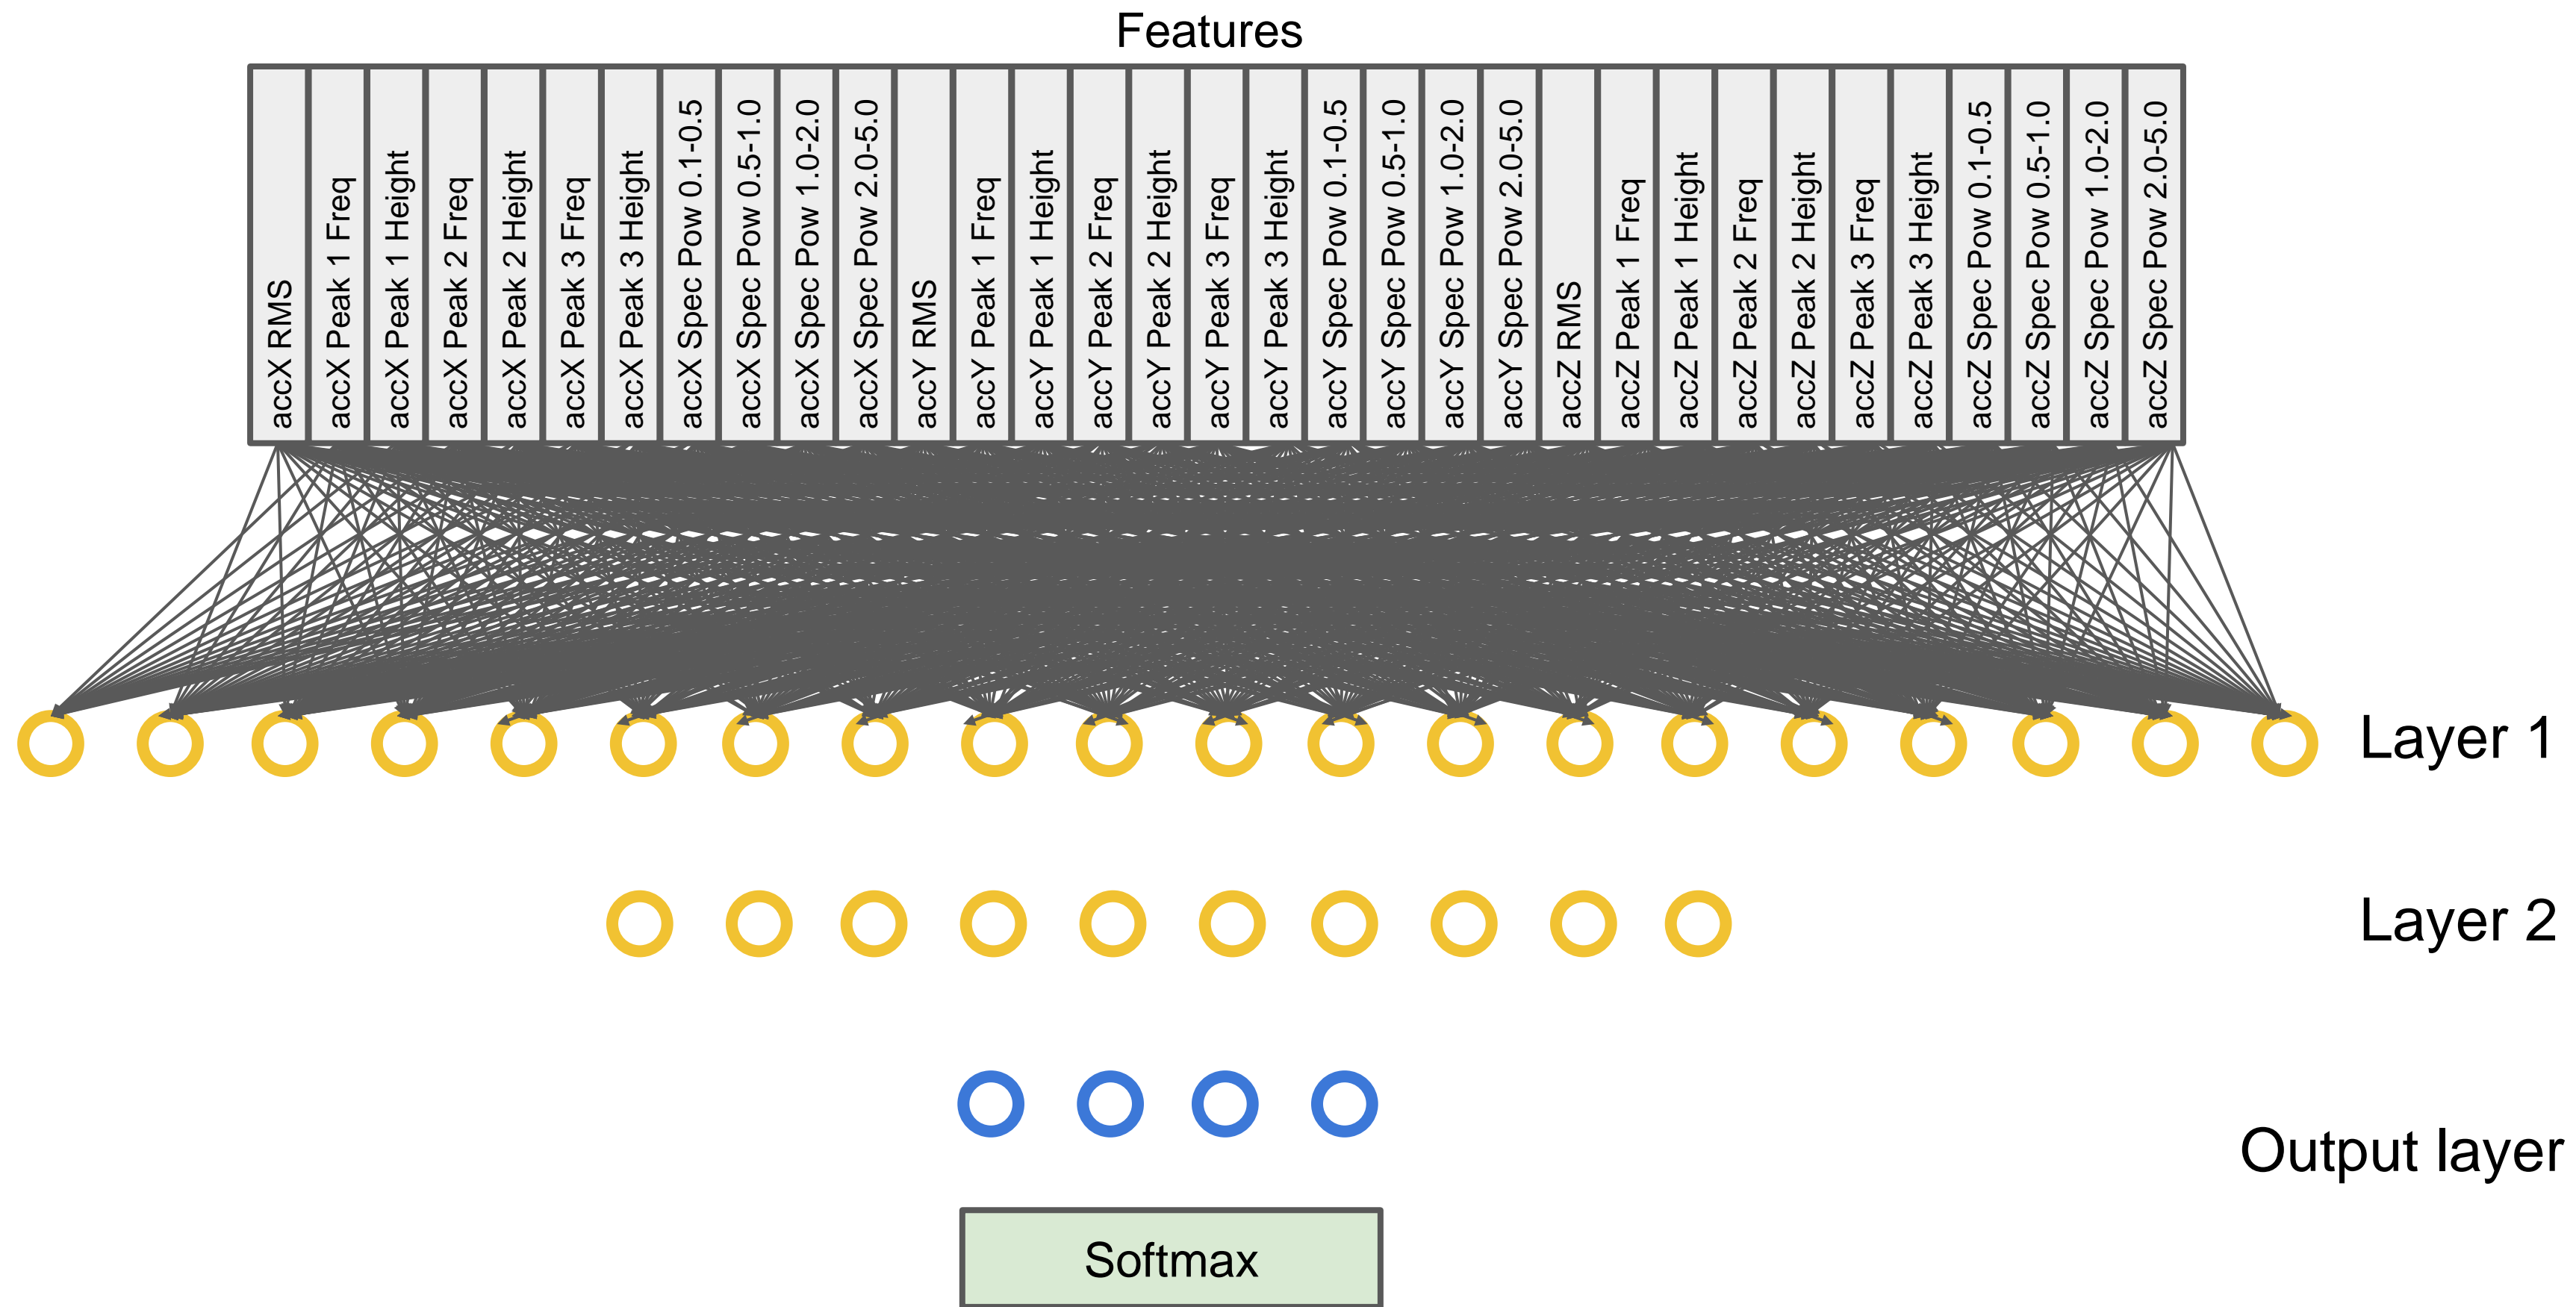 Features
accX RMS
accX Peak 1 Freq
accX Peak 1 Height
accX Peak 2 Freq
accX Peak 2 Height
accX Peak 3 Freq
accX Peak 3 Height
accX Spec Pow 0.1-0.5
accX Spec Pow 0.5-1.0
accX Spec Pow 1.0-2.0
accX Spec Pow 2.0-5.0
accY RMS
accY Peak 1 Freq
accY Peak 1 Height
accY Peak 2 Freq
accY Peak 2 Height
accY Peak 3 Freq
accY Peak 3 Height
accY Spec Pow 0.1-0.5
accY Spec Pow 0.5-1.0
accY Spec Pow 1.0-2.0
accY Spec Pow 2.0-5.0
accZ RMS
accZ Peak 1 Freq
accZ Peak 1 Height
accZ Peak 2 Freq
accZ Peak 2 Height
accZ Peak 3 Freq
accZ Peak 3 Height
accZ Spec Pow 0.1-0.5
accZ Spec Pow 0.5-1.0
accZ Spec Pow 1.0-2.0
accZ Spec Pow 2.0-5.0
Layer 1
Layer 2
Output layer
Softmax